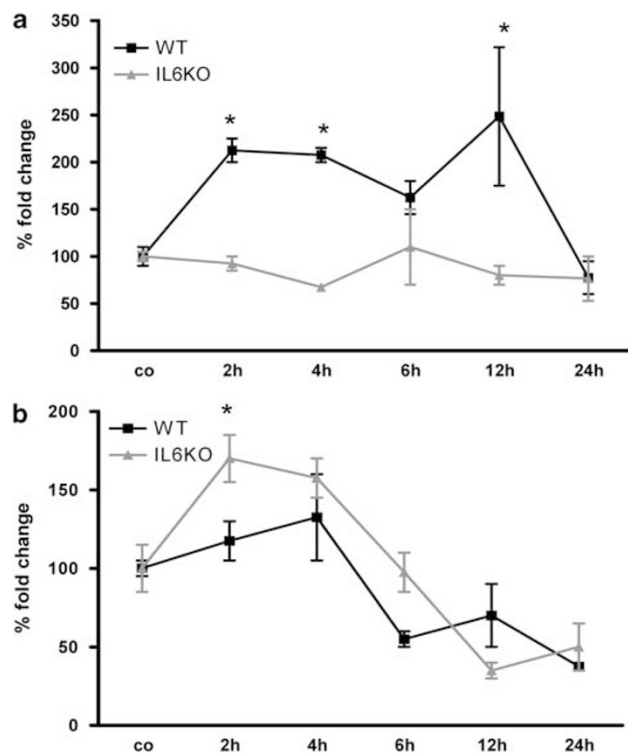 a
350
300
250
200
150
100
50
0
% fold change
WT
IL6KO
*
*
*
co 2h 4h 6h 12h 24h
b
200
150
100
50
0
% fold change
WT
IL6KO
*
co 2h 4h 6h 12h 24h